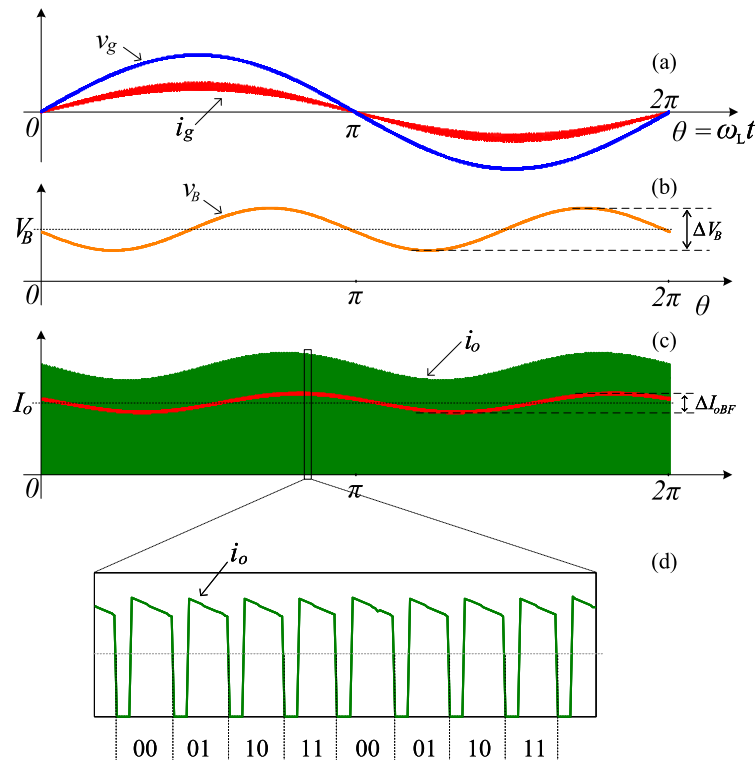 v_g
(a)
i_g
0
π
2π
θ = ω_L t
(b)
v_B
V_B
ΔV_B
0
π
2π
θ
(c)
i_o
I_o
ΔI_oBF
0
π
2π
(d)
i_o
00 01 10 11 00 01 10 11